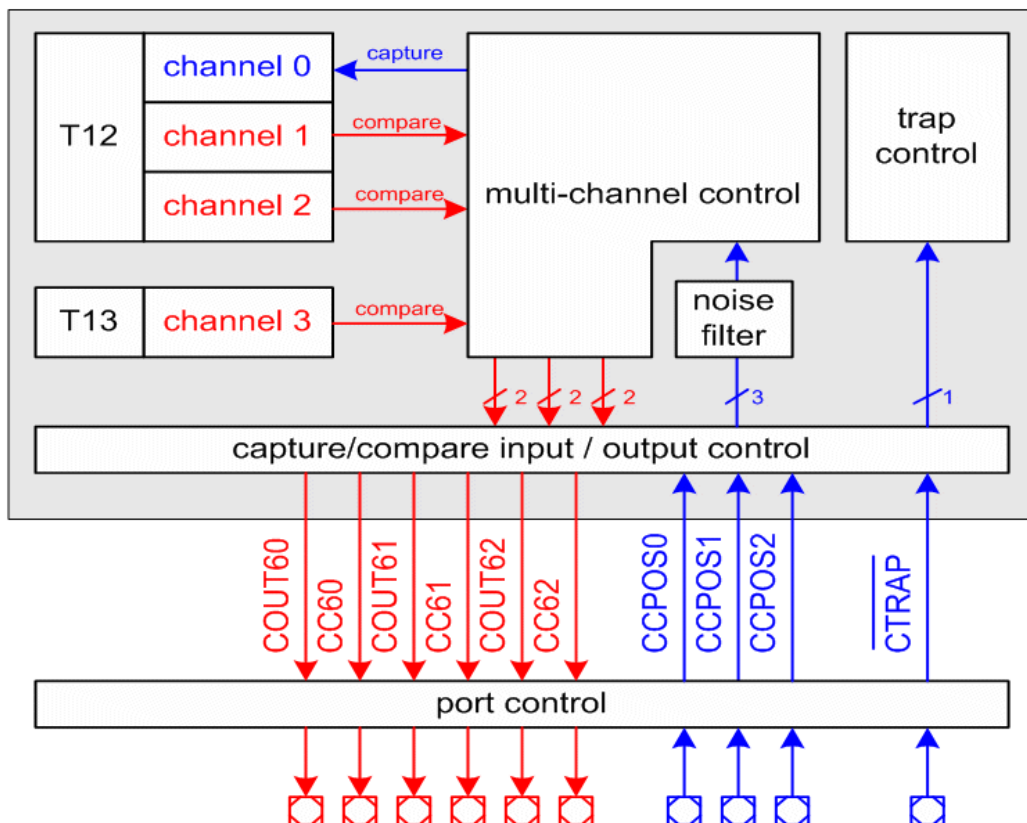 channel 0
capture
T12
channel 1
compare
channel 2
compare
multi-channel control
trap
control
T13
channel 3
compare
noise
filter
2
2
2
3
1
capture/compare input / output control
COUT60
CC60
COUT61
CC61
COUT62
CC62
CCPOS0
CCPOS1
CCPOS2
CTRAP
port control